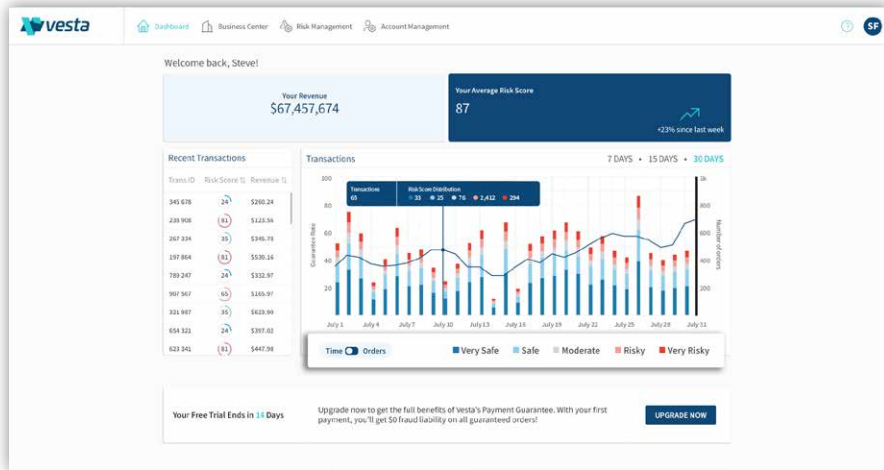 vesta
Dashboard
Business Center
Risk Management
Account Management
?
SF
Welcome back, Steve!
Your Revenue
$67,457,674
Your Average Risk Score
87
+23% since last week
Recent Transactions
Trans ID Risk Score Revenue
345 678 24 $260.24
238 908 81 $123.56
267 334 35 $345.78
197 864 81 $530.16
789 247 24 $332.97
907 567 65 $165.97
321 987 35 $623.90
654 321 24 $397.02
623 341 81 $447.98
Transactions
7 DAYS • 15 DAYS • 30 DAYS
Transactions
65
Risk Score Distribution
33 25 76 2,412 294
Guarantee Rate
100
80
60
40
20
1k
800
600
400
200
Number of orders
July 1 July 4 July 7 July 10 July 13 July 16 July 19 July 22 July 25 July 28 July 31
Time Orders
Very Safe Safe Moderate Risky Very Risky
Your Free Trial Ends in 14 Days
Upgrade now to get the full benefits of Vesta's Payment Guarantee. With your first
payment, you'll get $0 fraud liability on all guaranteed orders!
UPGRADE NOW